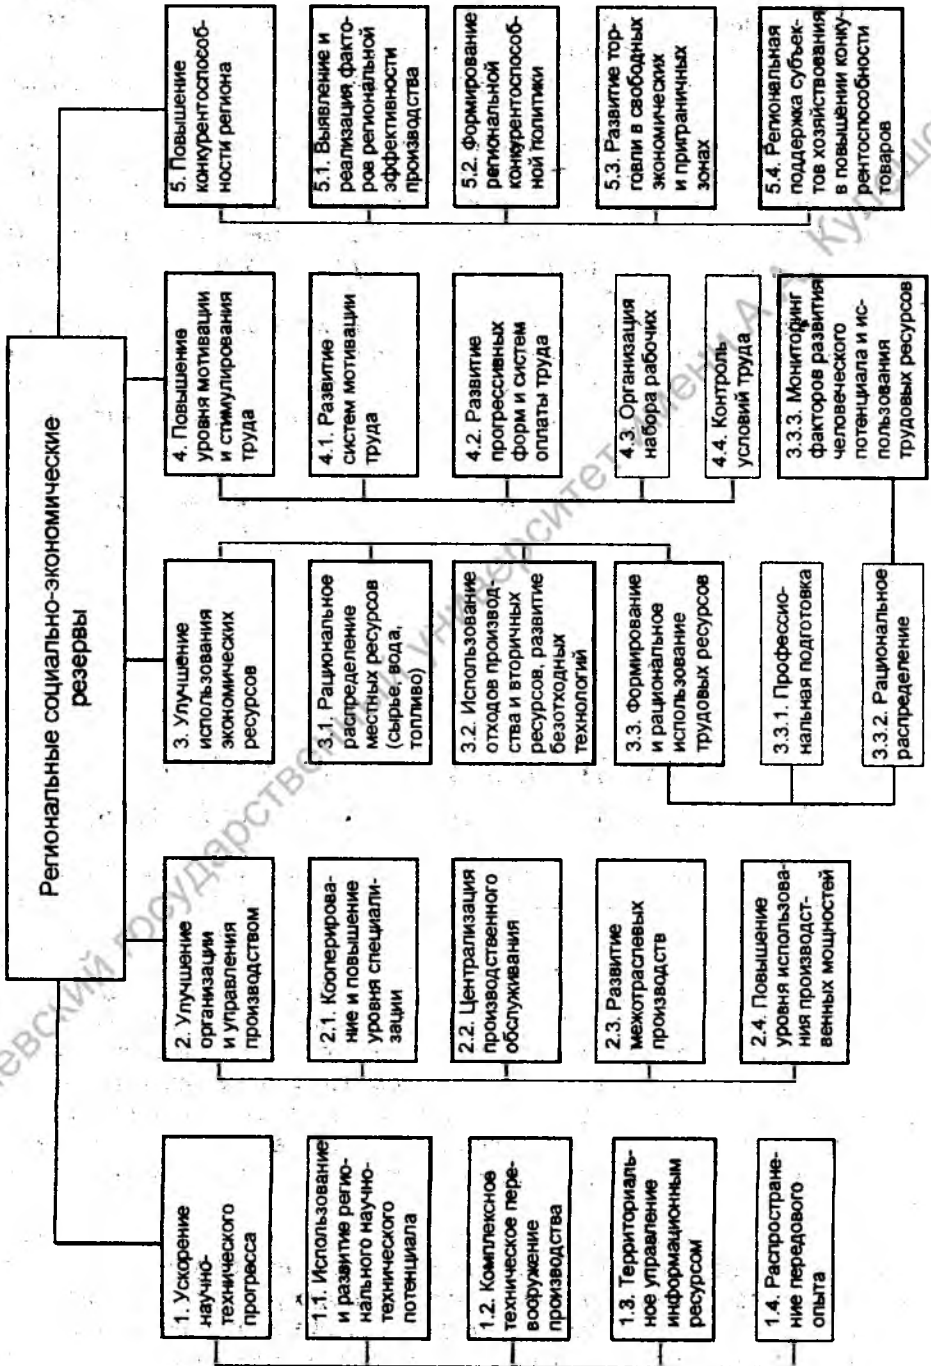 Региональные социально-экономические
резервы
1. Ускорение
научно-
технического
прогресса
1.1. Использование
и развитие регио-
нального научно-
технического
потенциала
1.2. Комплексное
техническое пере-
вооружение
производства
1.3. Территориаль-
ное управление
информационным
ресурсом
1.4. Распростране-
ние передового
опыта
2. Улучшение
организации
и управления
производством
2.1. Кооперирова-
ние и повышение
уровня специали-
зации
2.2. Централизация
производственного
обслуживания
2.3. Развитие
межотраслевых
производств
2.4. Повышение
уровня использова-
ния производст-
венных мощностей
3. Улучшение
использования
экономических
ресурсов
3.1. Рациональное
распределение
местных ресурсов
(сырье, вода,
топливо)
3.2. Использование
отходов производ-
ства и вторичных
ресурсов, развитие
безотходных
технологий
3.3. Формирование
и рациональное
использование
трудовых ресурсов
3.3.1. Профессио-
нальная подготовка
3.3.2. Рациональное
распределение
3.3.3. Мониторинг
факторов развития
человеческого
потенциала и ис-
пользования
трудовых ресурсов
4. Повышение
уровня мотивации
и стимулирования
труда
4.1. Развитие
систем мотивации
труда
4.2. Развитие
прогрессивных
форм и систем
оплаты труда
4.3. Организация
набора рабочих
4.4. Контроль
условий труда
5. Повышение
конкурентоспособ-
ности региона
5.1. Выявление и
реализация факто-
ров региональной
эффективности
производства
5.2. Формирование
региональной
конкурентоспособ-
ной политики
5.3. Развитие тор-
говли в свободных
экономических
и приграничных
зонах
5.4. Региональная
поддержка субъек-
тов хозяйствования
в повышении конку-
рентоспособности
товаров
государственный университет имени А.А. Кулешо